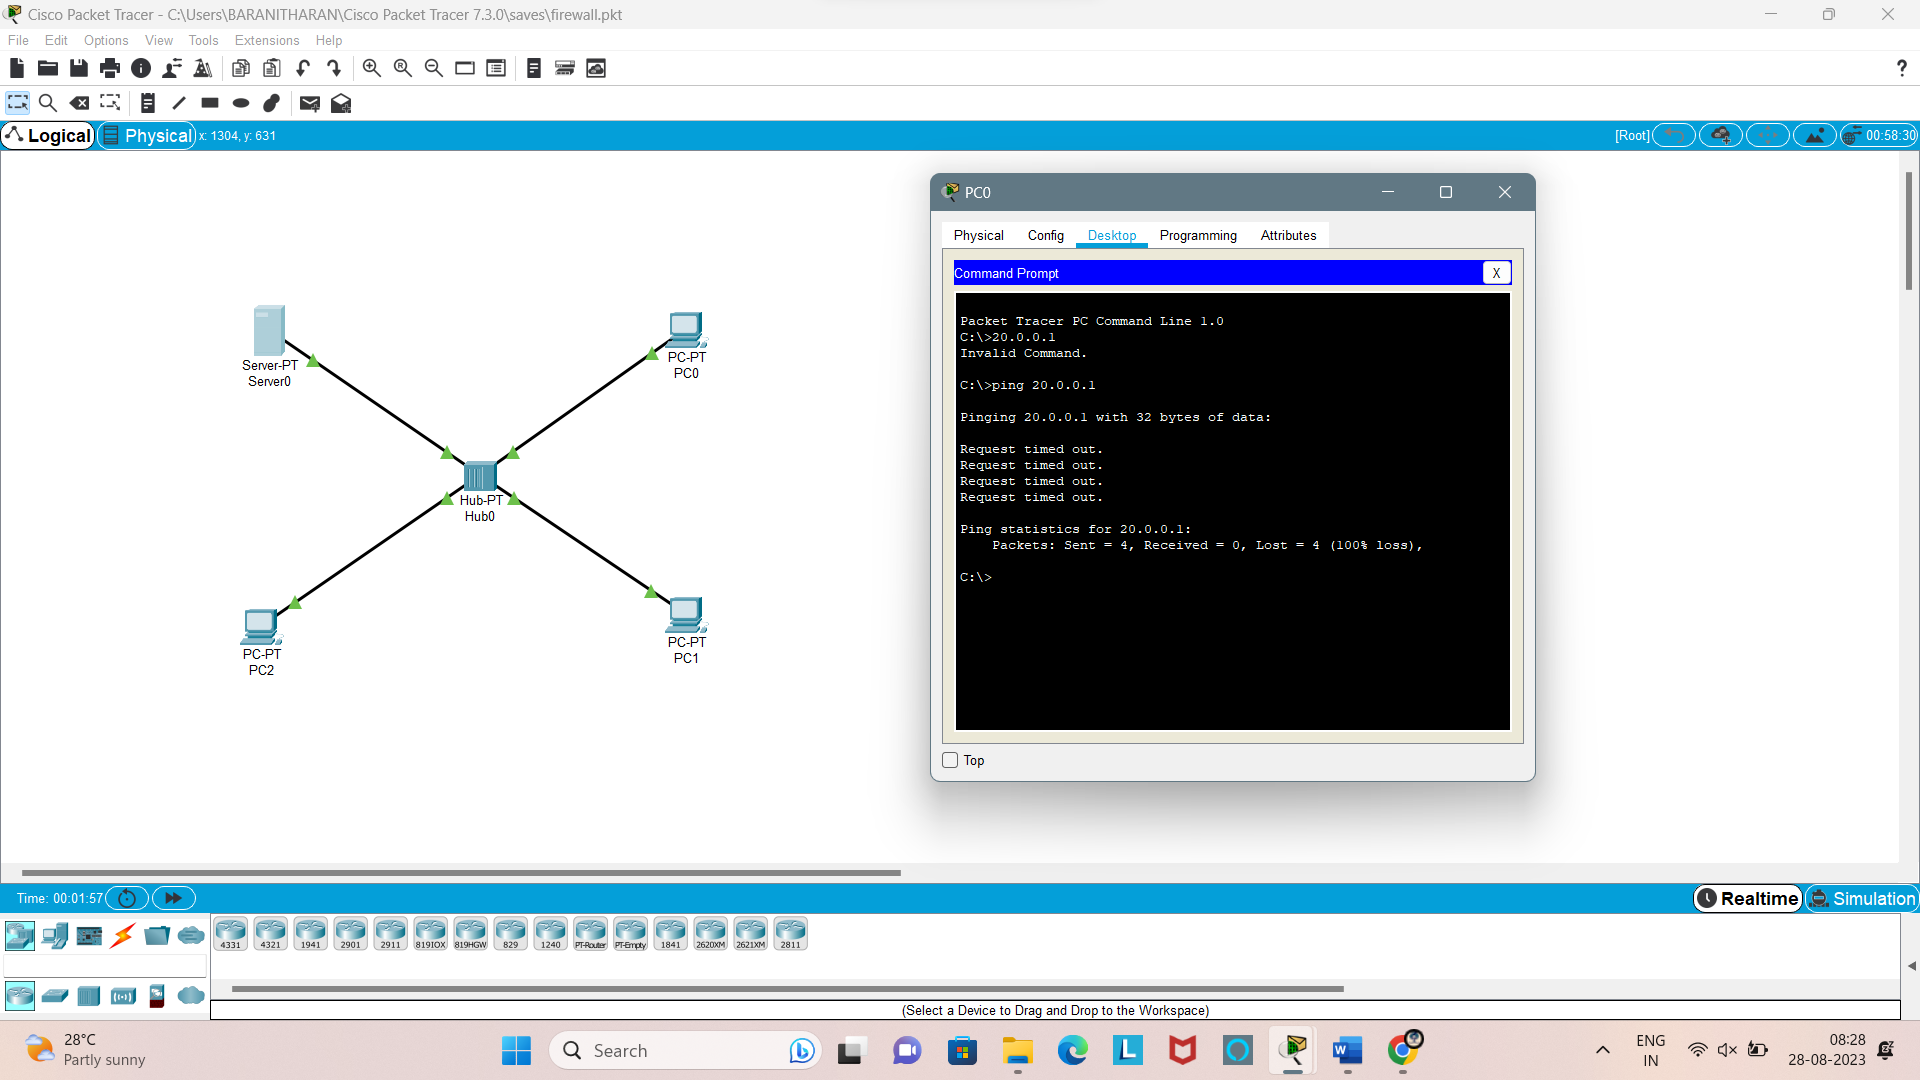 Cisco Packet Tracer - C:\Users\BARANITHARAN\Cisco Packet Tracer 7.3.0\saves\firewall.pkt
File Edit Options View Tools Extensions Help
?
Logical Physical x: 1304, y: 631 [Root] 00:58:30
PC0
Physical Config Desktop Programming Attributes
Command Prompt X
Packet Tracer PC Command Line 1.0
C:\>20.0.0.1
Invalid Command.
C:\>ping 20.0.0.1
Pinging 20.0.0.1 with 32 bytes of data:
Request timed out.
Request timed out.
Request timed out.
Request timed out.
Ping statistics for 20.0.0.1:
Packets: Sent = 4, Received = 0, Lost = 4 (100% loss),
C:\>
Top
Server-PT
Server0
PC-PT
PC0
Hub-PT
Hub0
PC-PT
PC2
PC-PT
PC1
Time: 00:01:57 Realtime Simulation
4331 4321 1941 2901 2911 819IOX 819HGW 829 1240 PT-Router PT-Empty 1841 2620XM 2621XM 2811
(Select a Device to Drag and Drop to the Workspace)
28°C
Partly sunny
Search
ENG
IN
08:28
28-08-2023